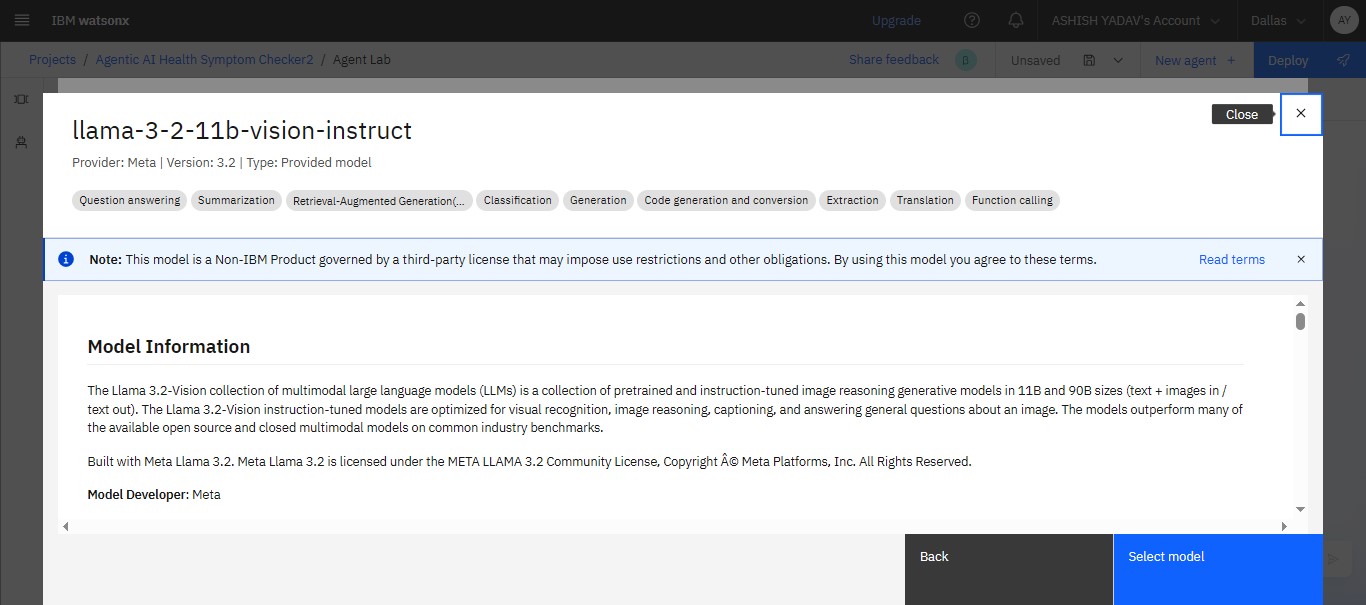 IBM watsonx
Upgrade
ASHISH YADAV's Account
Dallas
AY
Projects / Agentic AI Health Symptom Checker2 / Agent Lab
Share feedback
β
Unsaved
New agent +
Deploy
Close
llama-3-2-11b-vision-instruct
Provider: Meta | Version: 3.2 | Type: Provided model
Question answering
Summarization
Retrieval-Augmented Generation(...
Classification
Generation
Code generation and conversion
Extraction
Translation
Function calling
Note: This model is a Non-IBM Product governed by a third-party license that may impose use restrictions and other obligations. By using this model you agree to these terms.
Read terms
Model Information
The Llama 3.2-Vision collection of multimodal large language models (LLMs) is a collection of pretrained and instruction-tuned image reasoning generative models in 11B and 90B sizes (text + images in /
text out). The Llama 3.2-Vision instruction-tuned models are optimized for visual recognition, image reasoning, captioning, and answering general questions about an image. The models outperform many of
the available open source and closed multimodal models on common industry benchmarks.
Built with Meta Llama 3.2. Meta Llama 3.2 is licensed under the META LLAMA 3.2 Community License, Copyright Â© Meta Platforms, Inc. All Rights Reserved.
Model Developer: Meta
Back
Select model